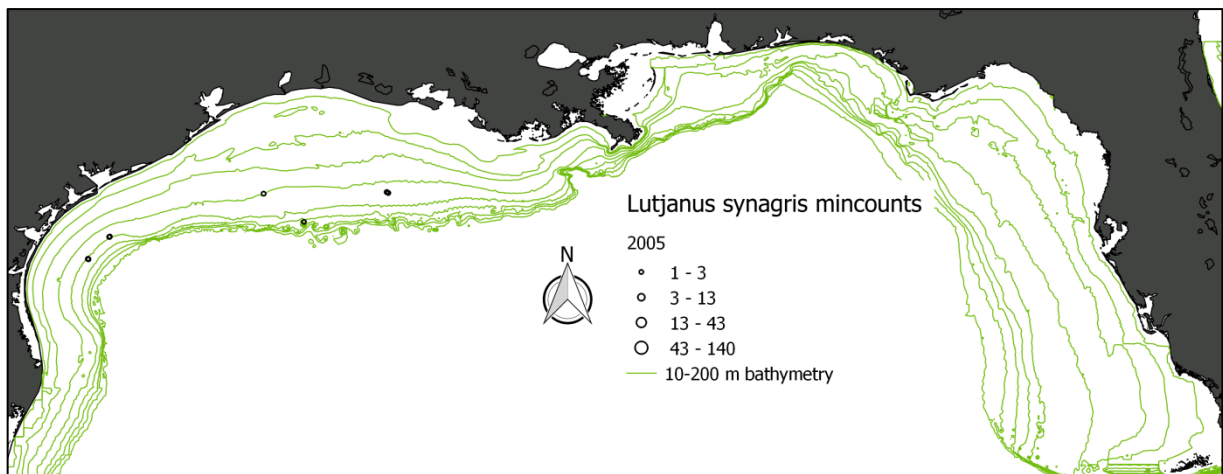 Lutjanus synagris mincounts
N
2005
1 - 3
3 - 13
13 - 43
43 - 140
10-200 m bathymetry